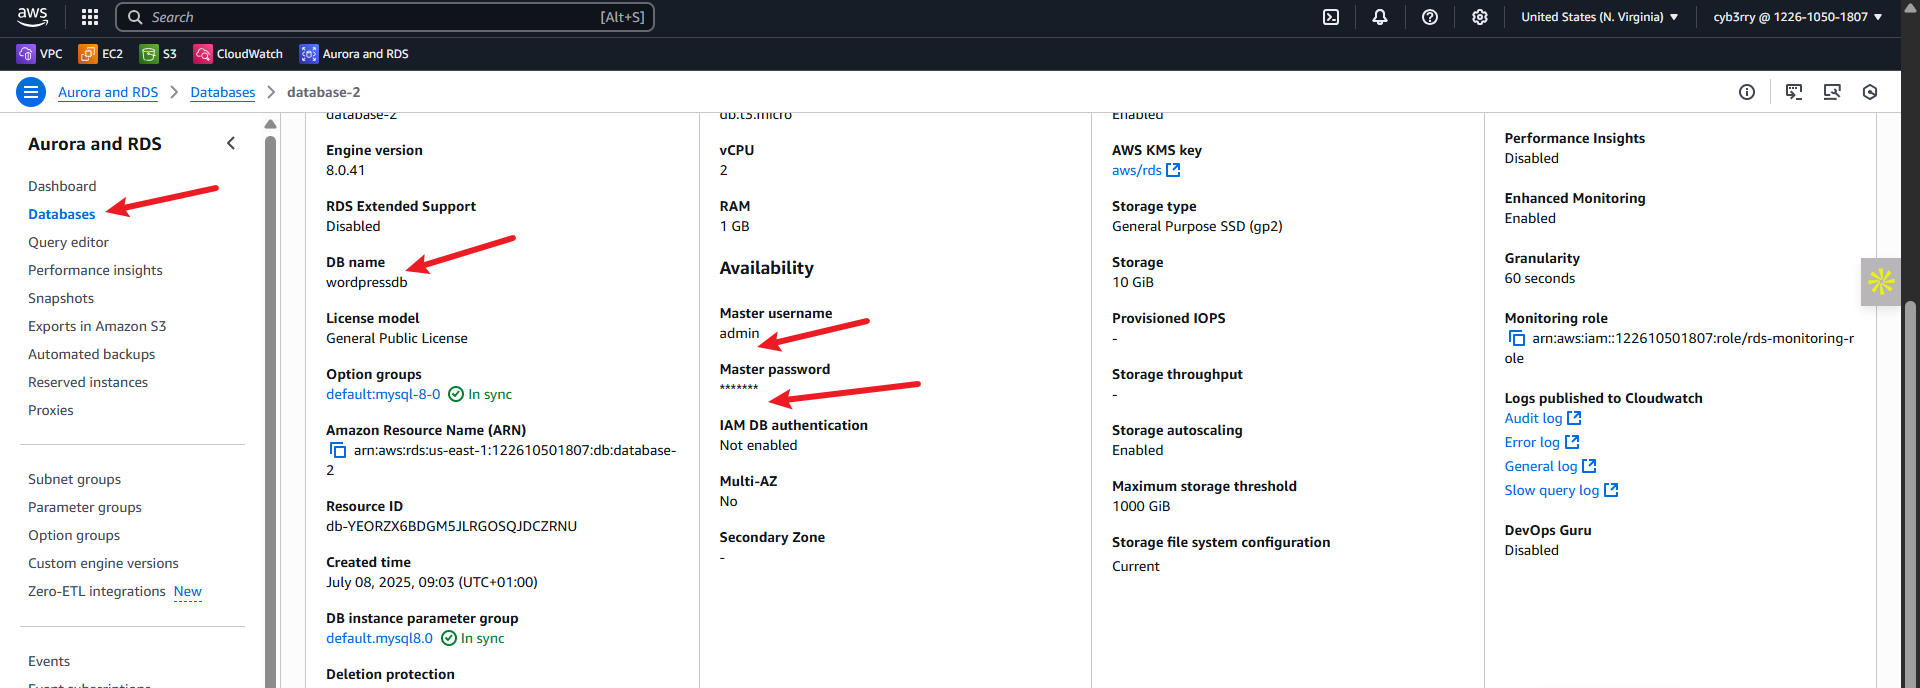 aws
Search
[Alt+S]
United States (N. Virginia)
cyb3rry @ 1226-1050-1807
VPC
EC2
S3
CloudWatch
Aurora and RDS
Aurora and RDS
Databases
database-2
Aurora and RDS
Dashboard
Databases
Query editor
Performance insights
Snapshots
Exports in Amazon S3
Automated backups
Reserved instances
Proxies
Subnet groups
Parameter groups
Option groups
Custom engine versions
Zero-ETL integrations New
Events
Event subscriptions
database-2
Engine version
8.0.41
RDS Extended Support
Disabled
DB name
wordpressdb
License model
General Public License
Option groups
default:mysql-8-0 In sync
Amazon Resource Name (ARN)
arn:aws:rds:us-east-1:122610501807:db:database-
2
Resource ID
db-YEORZX6BDGM5JLRGOSQJDCZRNU
Created time
July 08, 2025, 09:03 (UTC+01:00)
DB instance parameter group
default.mysql8.0 In sync
Deletion protection
db.t3.micro
vCPU
2
RAM
1 GB
Availability
Master username
admin
Master password
*******
IAM DB authentication
Not enabled
Multi-AZ
No
Secondary Zone
-
Enabled
AWS KMS key
aws/rds
Storage type
General Purpose SSD (gp2)
Storage
10 GiB
Provisioned IOPS
-
Storage throughput
-
Storage autoscaling
Enabled
Maximum storage threshold
1000 GiB
Storage file system configuration
Current
Performance Insights
Disabled
Enhanced Monitoring
Enabled
Granularity
60 seconds
Monitoring role
arn:aws:iam::122610501807:role/rds-monitoring-r
ole
Logs published to Cloudwatch
Audit log
Error log
General log
Slow query log
DevOps Guru
Disabled